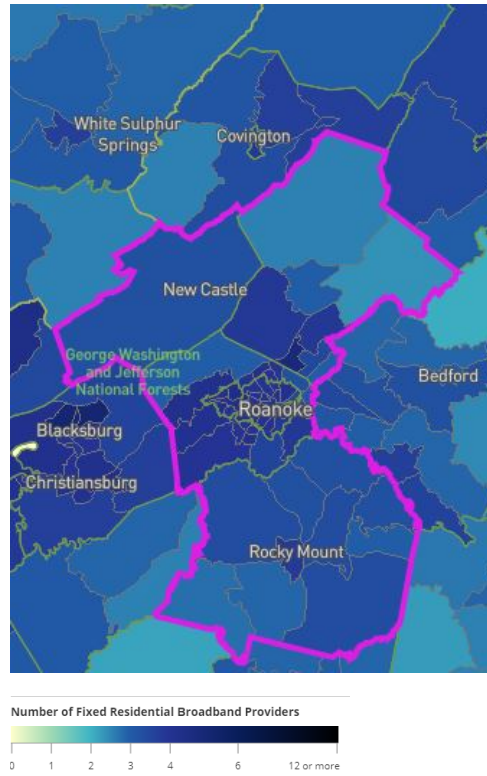 White Sulphur
Springs
Covington
New Castle
George Washington
and Jefferson
National Forests
Bedford
Roanoke
Blacksburg
Christiansburg
Rocky Mount
Number of Fixed Residential Broadband Providers
0 1 2 3 4 6 12 or more